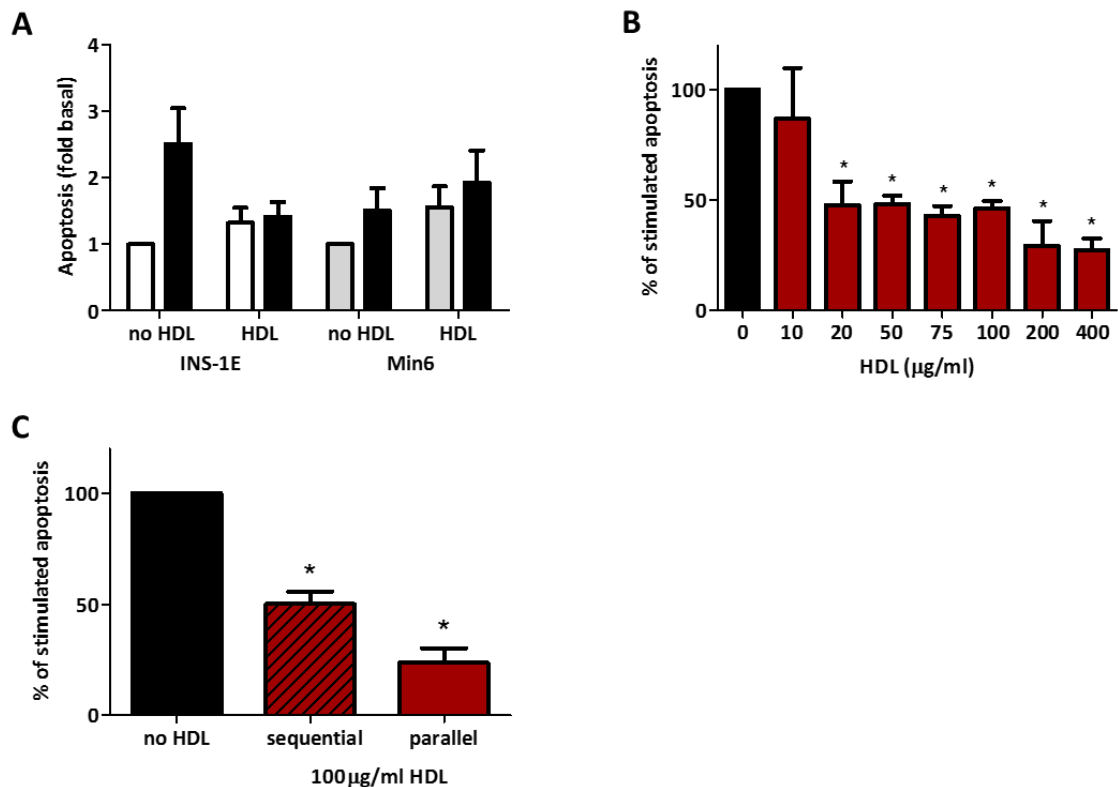 A
Apoptosis (fold basal)
4
3
2
1
0
no HDL HDL no HDL HDL
INS-1E Min6
B
% of stimulated apoptosis
100
50
0
* * * * * *
0 10 20 50 75 100 200 400
HDL (μg/ml)
C
% of stimulated apoptosis
100
50
0
* *
no HDL sequential parallel
100μg/ml HDL